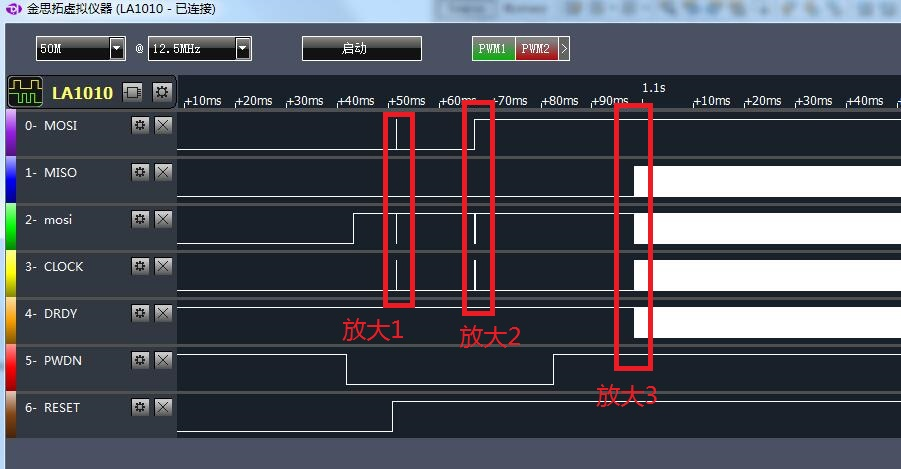 金思拓虚拟仪器 (LA1010 - 已连接)
50M @ 12.5MHz 启动 PWM1 PWM2 >
LA1010
1.1s
+10ms +20ms +30ms +40ms +50ms +60ms +70ms +80ms +90ms +10ms +20ms +30ms +40ms
0- MOSI
1- MISO
2- mosi
3- CLOCK
4- DRDY
放大1 放大2
5- PWDN
放大3
6- RESET